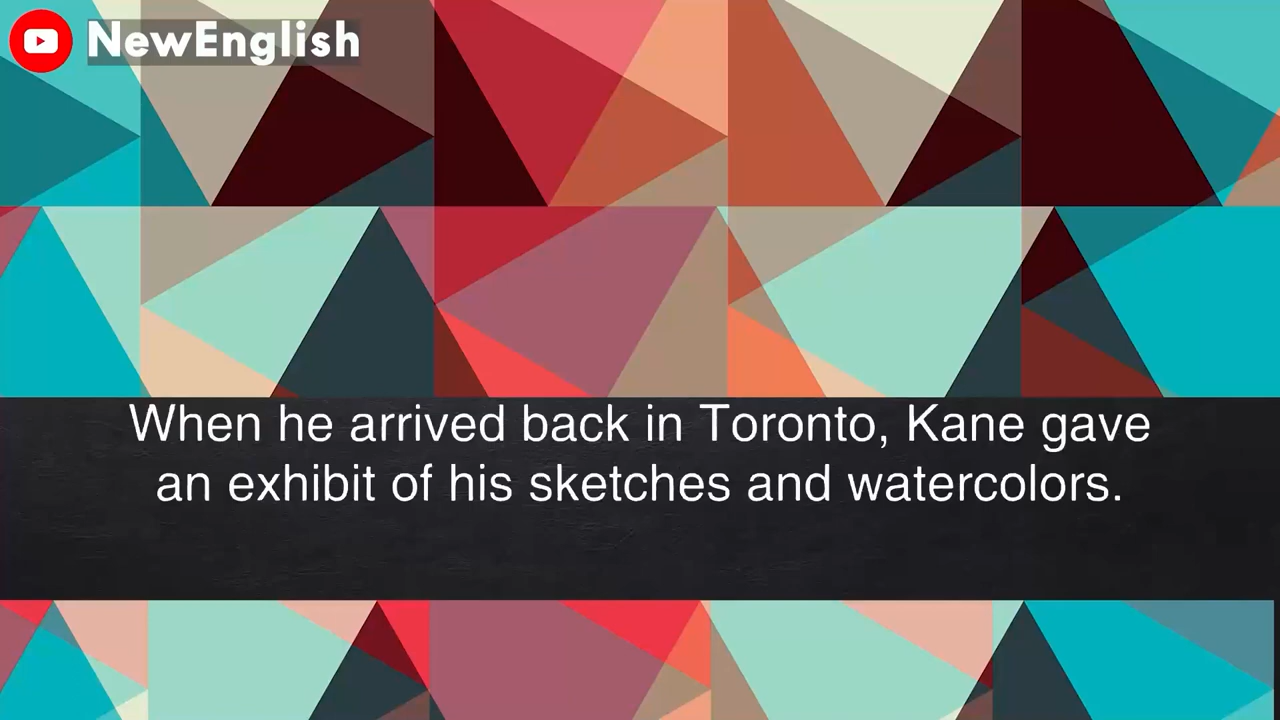 NewEnglish
When he arrived back in Toronto, Kane gave
an exhibit of his sketches and watercolors.